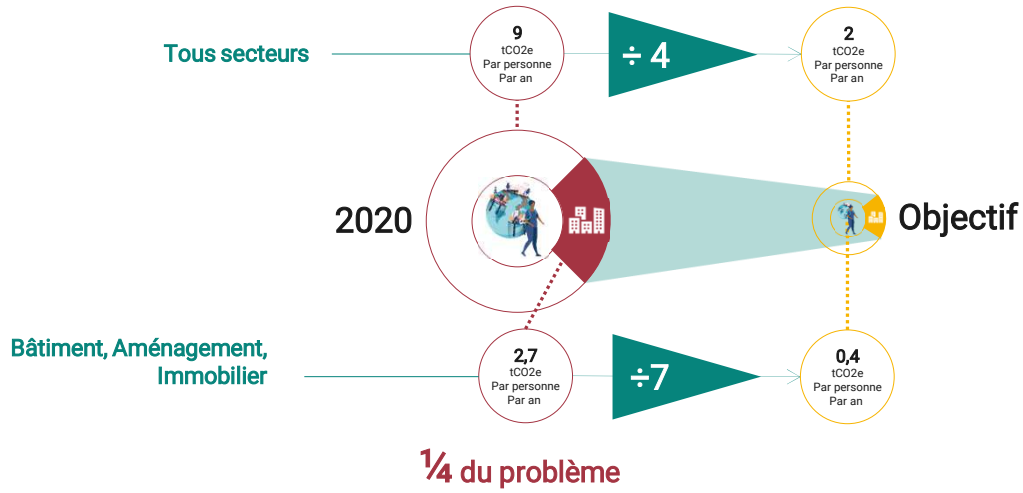 Tous secteurs
9
tCO2e
Par personne
Par an
÷ 4
2
tCO2e
Par personne
Par an
2020
Objectif
Bâtiment, Aménagement,
Immobilier
2,7
tCO2e
Par personne
Par an
÷7
0,4
tCO2e
Par personne
Par an
¼ du problème